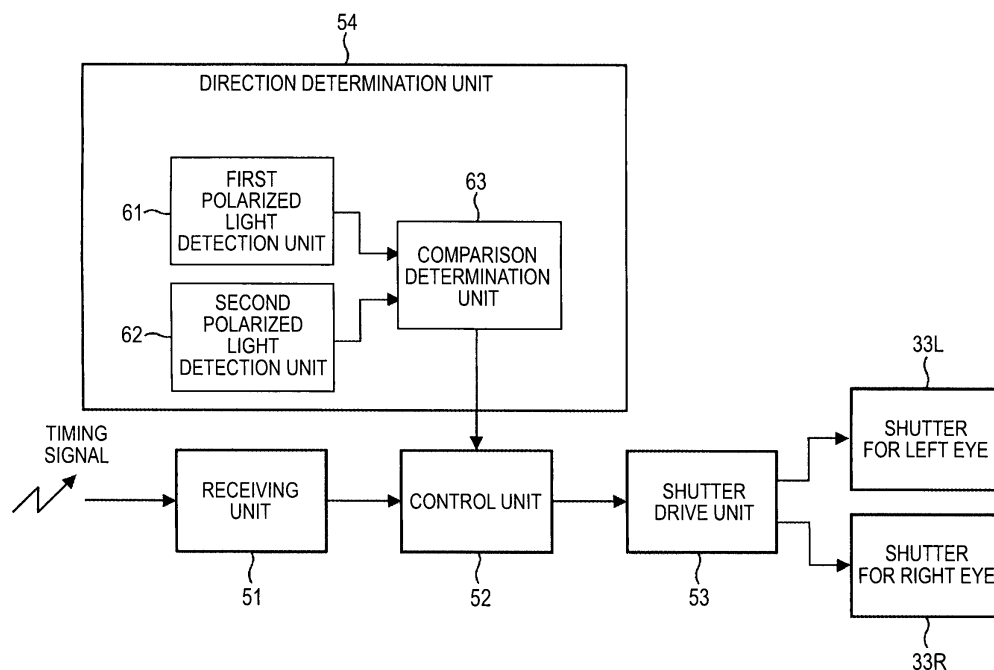 54
DIRECTION DETERMINATION UNIT
61
FIRST
POLARIZED
LIGHT
DETECTION UNIT
63
COMPARISON
DETERMINATION
UNIT
62
SECOND
POLARIZED
LIGHT
DETECTION UNIT
TIMING
SIGNAL
RECEIVING
UNIT
51
CONTROL UNIT
52
SHUTTER
DRIVE UNIT
53
33L
SHUTTER
FOR LEFT EYE
SHUTTER
FOR RIGHT EYE
33R